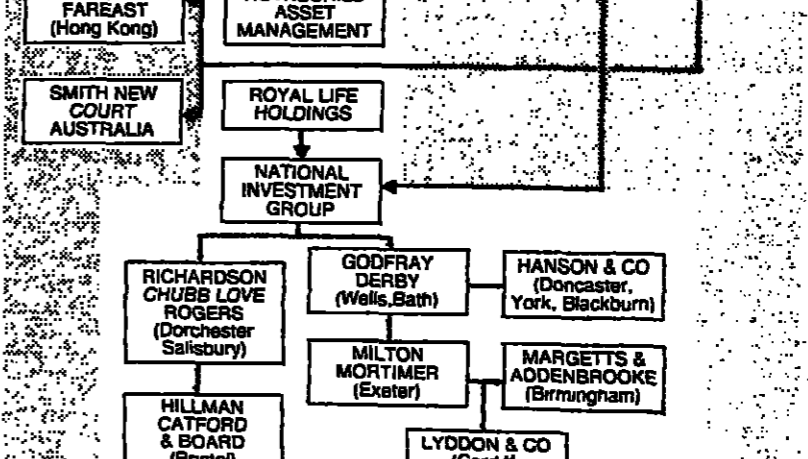 FAREAST
(Hong Kong)
ASSET
MANAGEMENT
SMITH NEW
COURT
AUSTRALIA
ROYAL LIFE
HOLDINGS
NATIONAL
INVESTMENT
GROUP
RICHARDSON
CHUBB LOVE
ROGERS
(Dorchester
Salisbury)
GODFRAY
DERBY
(Wells,Bath)
HANSON & CO
(Doncaster,
York, Blackburn)
MILTON
MORTIMER
(Exeter)
MARGETTS &
ADDENBROOKE
(Birmingham)
HILLMAN
CATFORD
& BOARD
LYDDON & CO